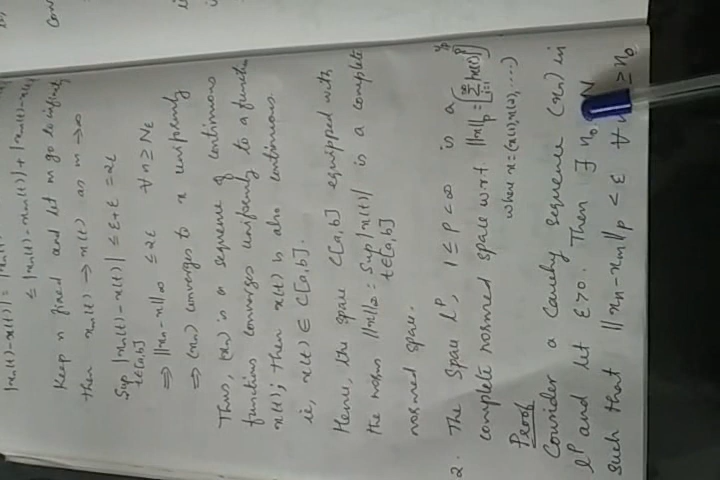 |xₙ(t)-x(t)| =
≤ |xₙ(t)-xₘ(t)| + |xₘ(t)-x(t)|
Keep n fixed and let m go to infinity
then xₘ(t) → x(t) as m → ∞
Sup |xₙ(t)-x(t)| ≤ ε+ε = 2ε
t∈[a,b]
⇒ ||xₙ-x||∞ ≤ 2ε ∀ n ≥ Nε
⇒ (xₙ) converges to x uniformly
Thus, (xₙ) is a sequence of continuous
functions converges uniformly to a function
x(t); then x(t) is also continuous.
ie, x(t) ∈ C[a,b].
Hence, the space C[a,b] equipped with
the norm ||x||∞ = Sup |x(t)| is a complete
t∈[a,b]
normed space.
2. The space lᵖ, 1 ≤ p < ∞ is a
complete normed space w.r.t ||x||ₚ = [∑_{i=1}^{∞} |x(i)|ᵖ]^{1/p}
where x = (x(1), x(2), ....)
Proof
Consider a Cauchy sequence (xₙ) in
lᵖ and let ε>0. Then ∃ n₀ N
such that ||xₙ-xₘ||ₚ < ε ∀ n ≥ n₀